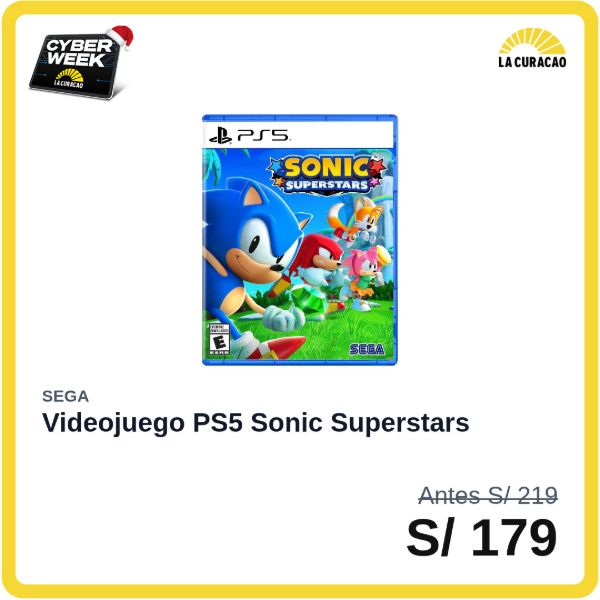 CYBER
WEEK
LA CURACAO
LA CURACAO
PS5
SONIC
SUPERSTARS
E
SEGA
SEGA
Videojuego PS5 Sonic Superstars
Antes S/ 219
S/ 179